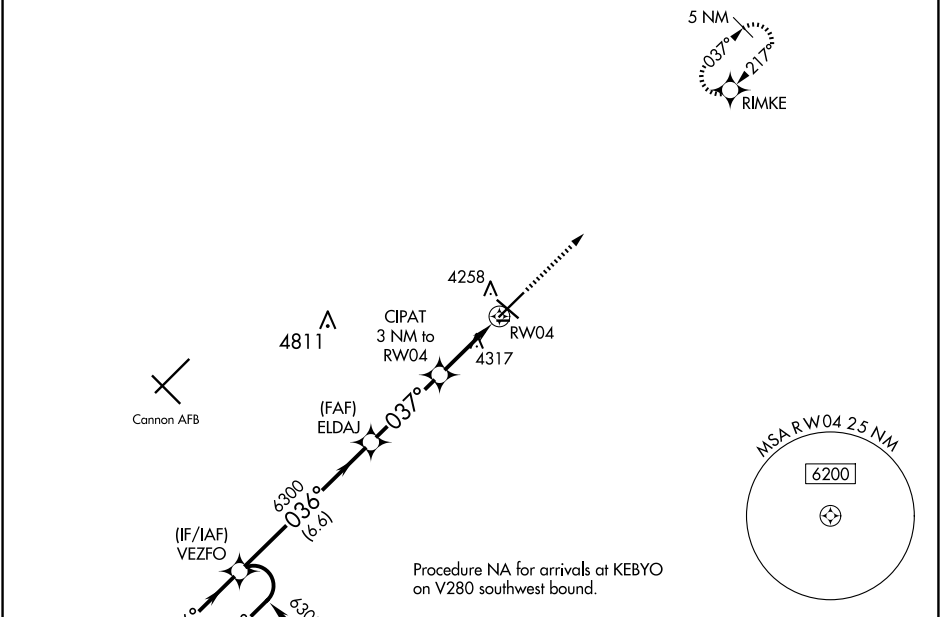 5 NM
037°
217°
RIMKE
4258
CIPAT
3 NM to
RW04
RW04
4811
4317
Cannon AFB
037°
(FAF)
ELDAJ
MSA RW04 25 NM
6200
6300
036°
(6.6)
(IF/IAF)
VEZFO
Procedure NA for arrivals at KEBYO
on V280 southwest bound.